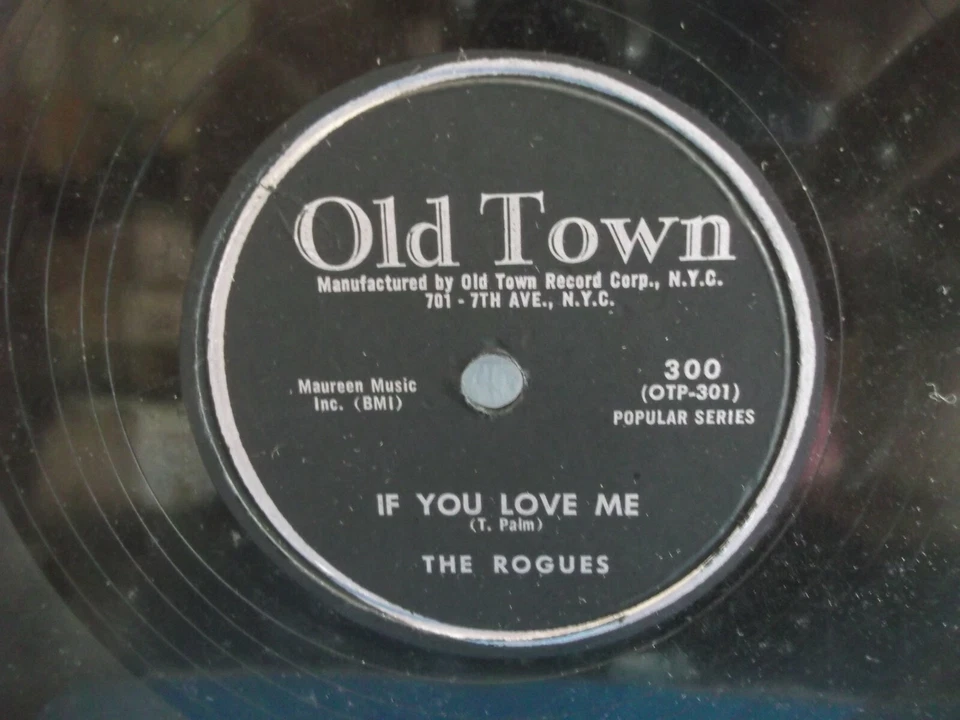 Old Town
Manufactured by Old Town Record Corp., N.Y.C.
701 - 7TH AVE., N.Y.C.
Maureen Music
Inc. (BMI)
300
(OTP-301)
POPULAR SERIES
IF YOU LOVE ME
(T. Palm)
THE ROGUES